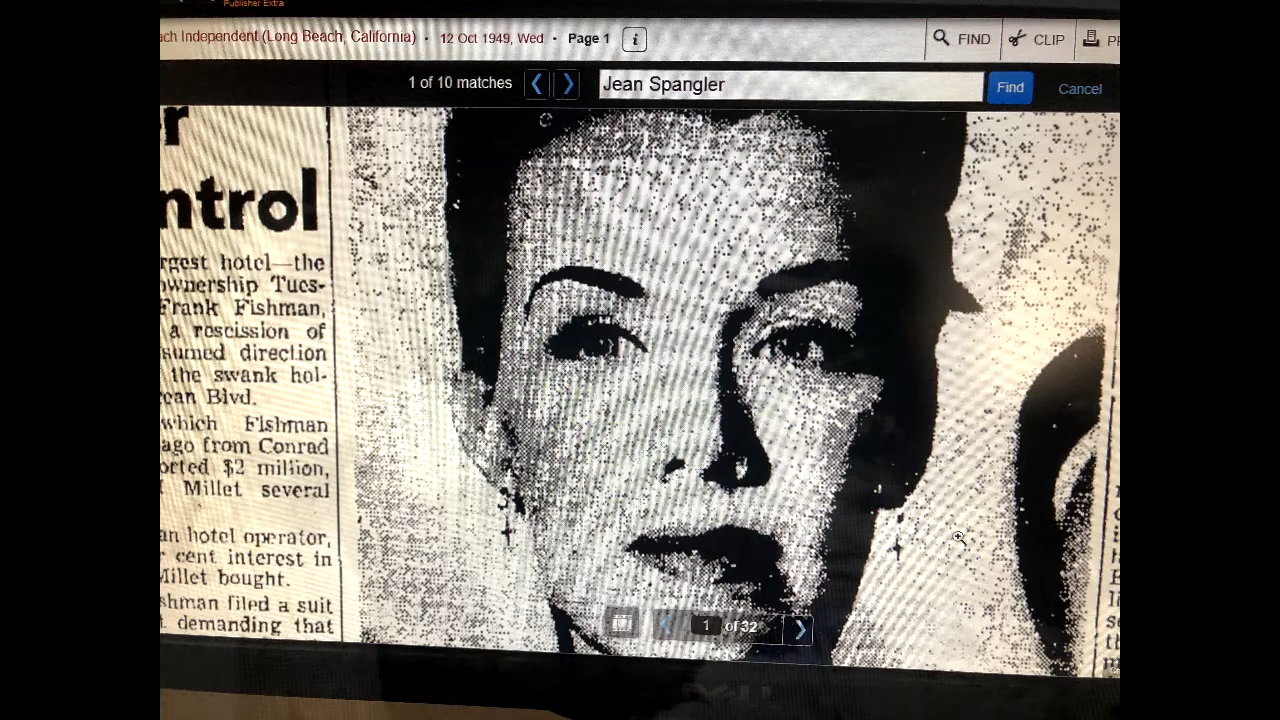 Publisher Extra
ach Independent (Long Beach, California) · 12 Oct 1949, Wed · Page 1
FIND
CLIP
1 of 10 matches
Jean Spangler
Find
Cancel
ntrol
rgest hotel—the
ownership Tues-
Frank Fishman,
a rescission of
sumed direction
the swank hol-
cean Blvd.
which Fishman
ago from Conrad
orted $2 million,
Millet several
an hotel operator,
r cent interest in
Millet bought.
shman filed a suit
demanding that
1 of 32